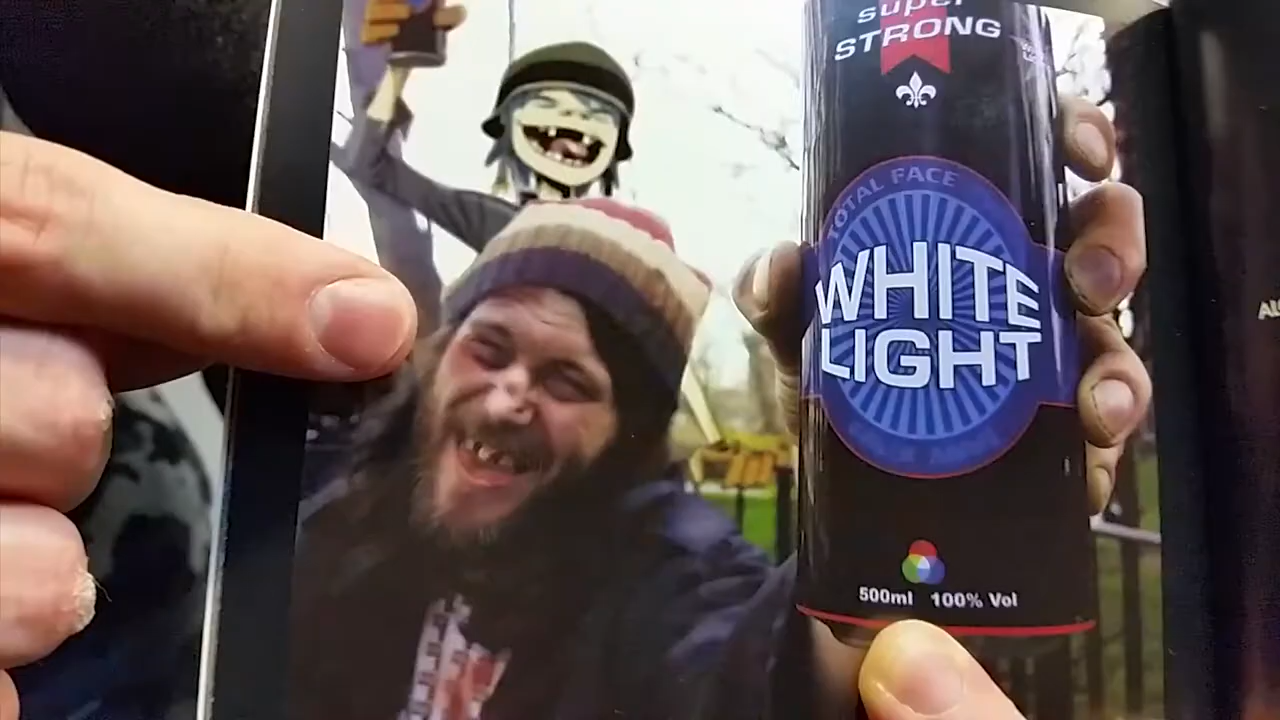 super
STRONG
TOTAL FACE
WHITE
LIGHT
500ml 100% Vol